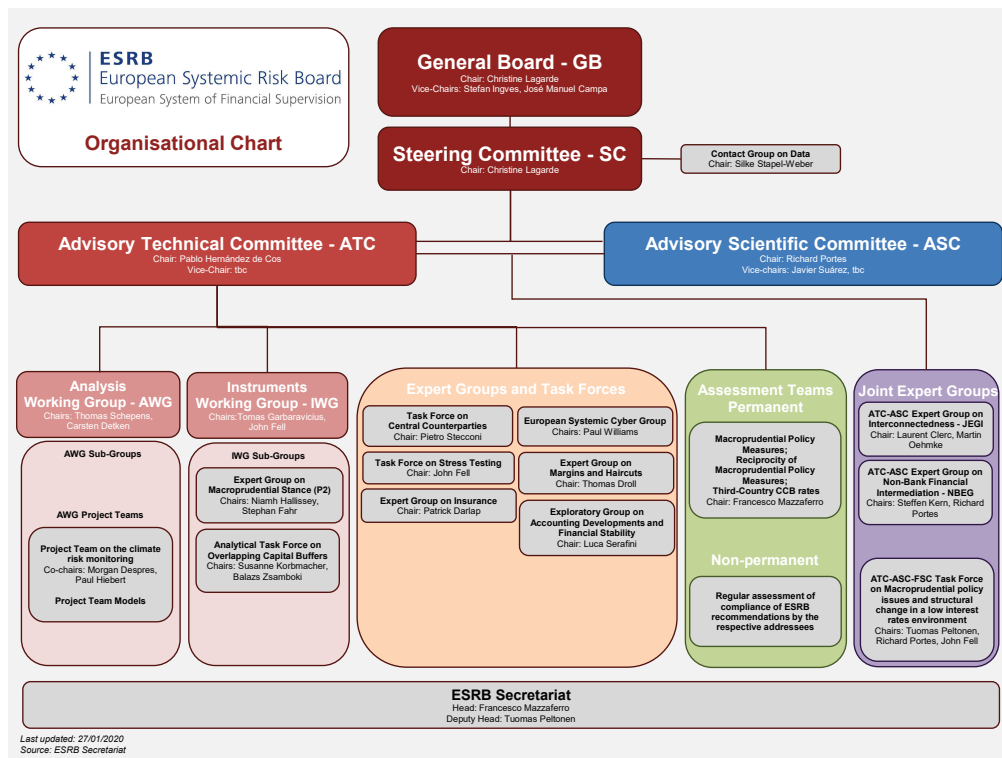 ESRB
European Systemic Risk Board
European System of Financial Supervision
Organisational Chart
General Board - GB
Chair: Christine Lagarde
Vice-Chairs: Stefan Ingves, José Manuel Campa
Steering Committee - SC
Chair: Christine Lagarde
Contact Group on Data
Chair: Silke Stapel-Weber
Advisory Technical Committee - ATC
Chair: Pablo Hernández de Cos
Vice-Chair: tbc
Advisory Scientific Committee - ASC
Chair: Richard Portes
Vice-chairs: Javier Suárez, tbc
Analysis
Working Group - AWG
Chairs: Thomas Schepens,
Carsten Detken
AWG Sub-Groups
AWG Project Teams
Project Team on the climate
risk monitoring
Co-chairs: Morgan Despres,
Paul Hiebert
Project Team Models
Instruments
Working Group - IWG
Chairs:Tomas Garbaravicius,
John Fell
IWG Sub-Groups
Expert Group on
Macroprudential Stance (P2)
Chairs: Niamh Hallissey,
Stephan Fahr
Analytical Task Force on
Overlapping Capital Buffers
Chairs: Susanne Korbmacher,
Balazs Zsamboki
Expert Groups and Task Forces
Task Force on
Central Counterparties
Chair: Pietro Stecconi
Task Force on Stress Testing
Chair: John Fell
Expert Group on Insurance
Chair: Patrick Darlap
European Systemic Cyber Group
Chairs: Paul Williams
Expert Group on
Margins and Haircuts
Chair: Thomas Droll
Exploratory Group on
Accounting Developments and
Financial Stability
Chair: Luca Serafini
Assessment Teams
Permanent
Macroprudential Policy
Measures;
Reciprocity of
Macroprudential Policy
Measures;
Third-Country CCB rates
Chair: Francesco Mazzaferro
Non-permanent
Regular assessment of
compliance of ESRB
recommendations by the
respective addressees
Joint Expert Groups
ATC-ASC Expert Group on
Interconnectedness - JEGI
Chair: Laurent Clerc, Martin
Oehmke
ATC-ASC Expert Group on
Non-Bank Financial
Intermediation - NBEG
Chairs: Steffen Kern, Richard
Portes
ATC-ASC-FSC Task Force
on Macroprudential policy
issues and structural
change in a low interest
rates environment
Chairs: Tuomas Peltonen,
Richard Portes, John Fell
ESRB Secretariat
Head: Francesco Mazzaferro
Deputy Head: Tuomo Peltonen
Last updated: 27/01/2020
Source: ESRB Secretariat